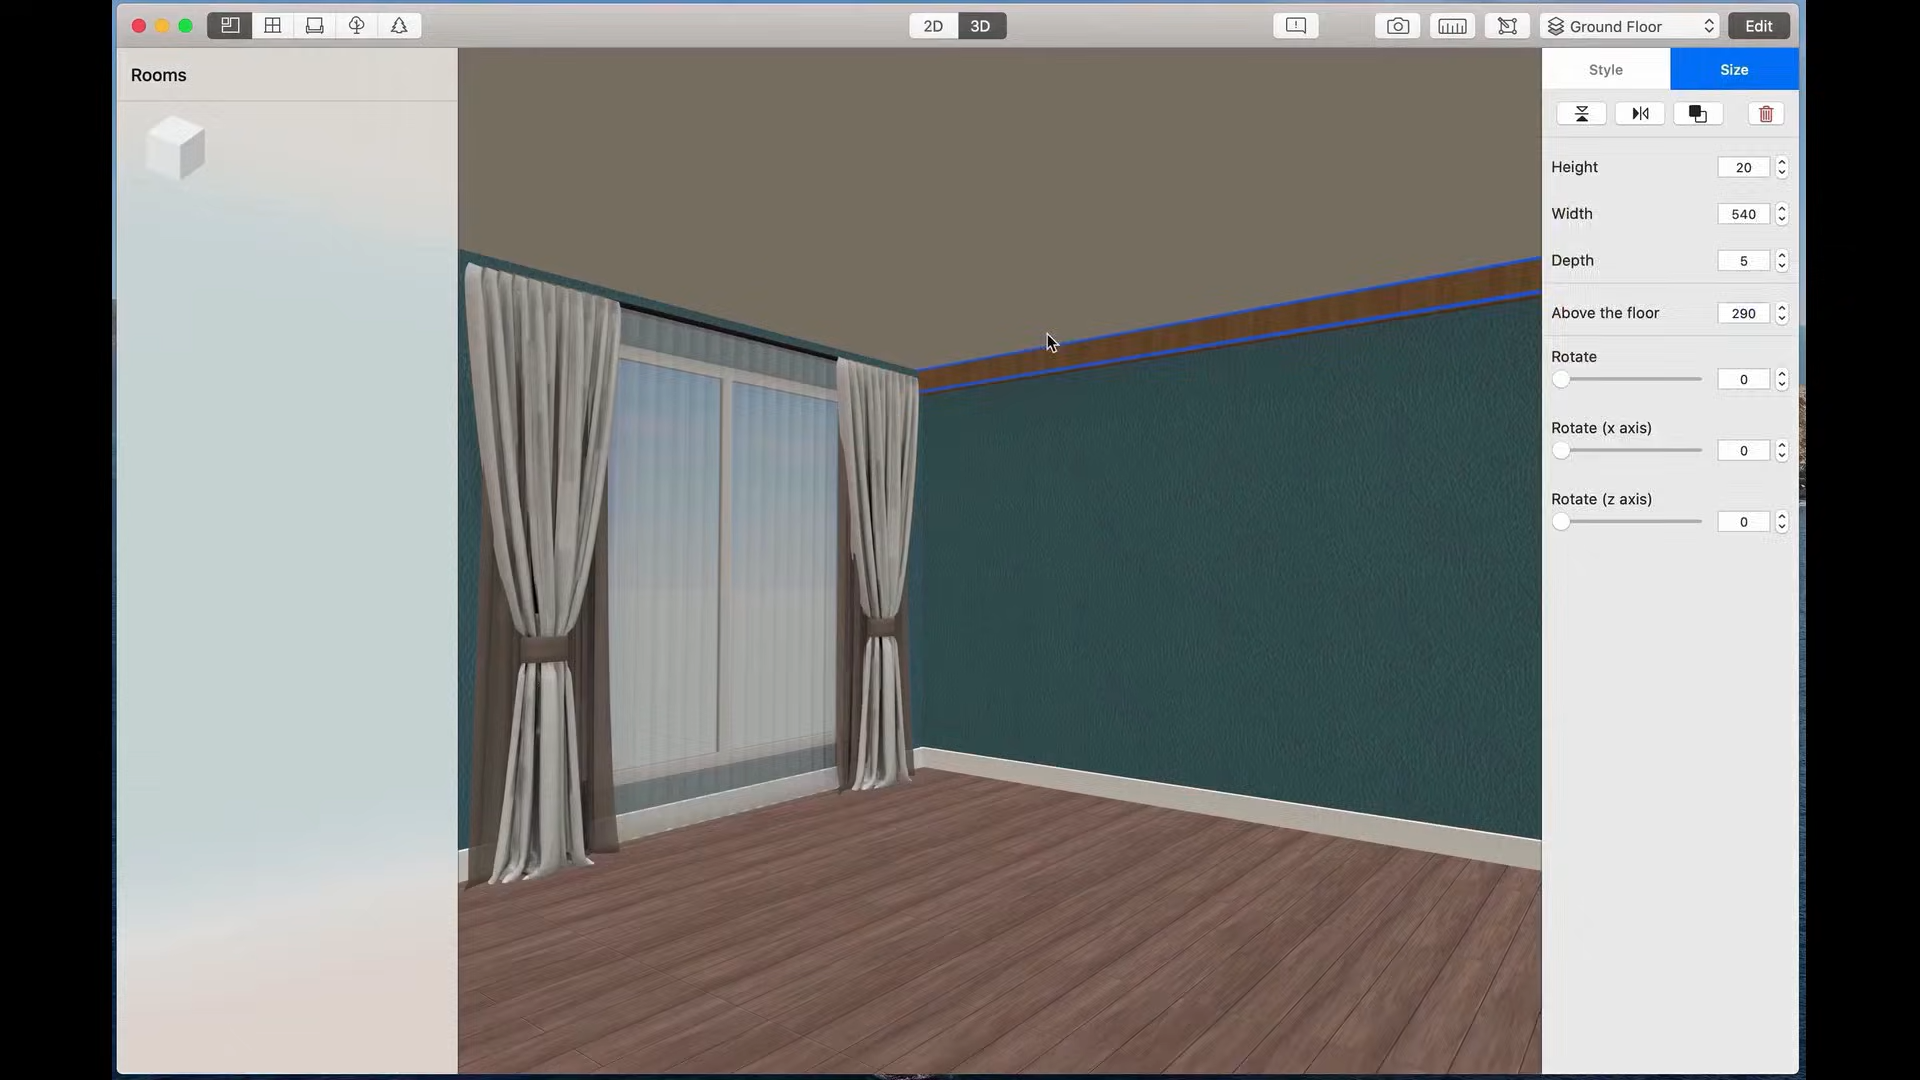 2D
3D
Ground Floor
Edit
Rooms
Style
Size
Height
20
Width
540
Depth
5
Above the floor
290
Rotate
0
Rotate (x axis)
0
Rotate (z axis)
0